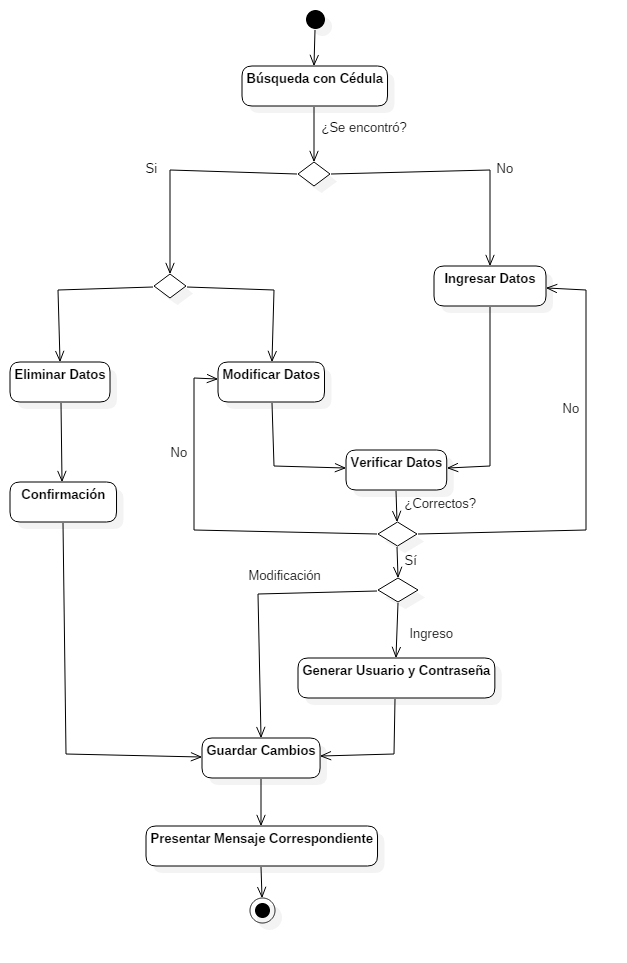 Búsqueda con Cédula
¿Se encontró?
Si
No
Ingresar Datos
Eliminar Datos
Modificar Datos
No
No
Verificar Datos
Confirmación
¿Correctos?
Sí
Modificación
Ingreso
Generar Usuario y Contraseña
Guardar Cambios
Presentar Mensaje Correspondiente